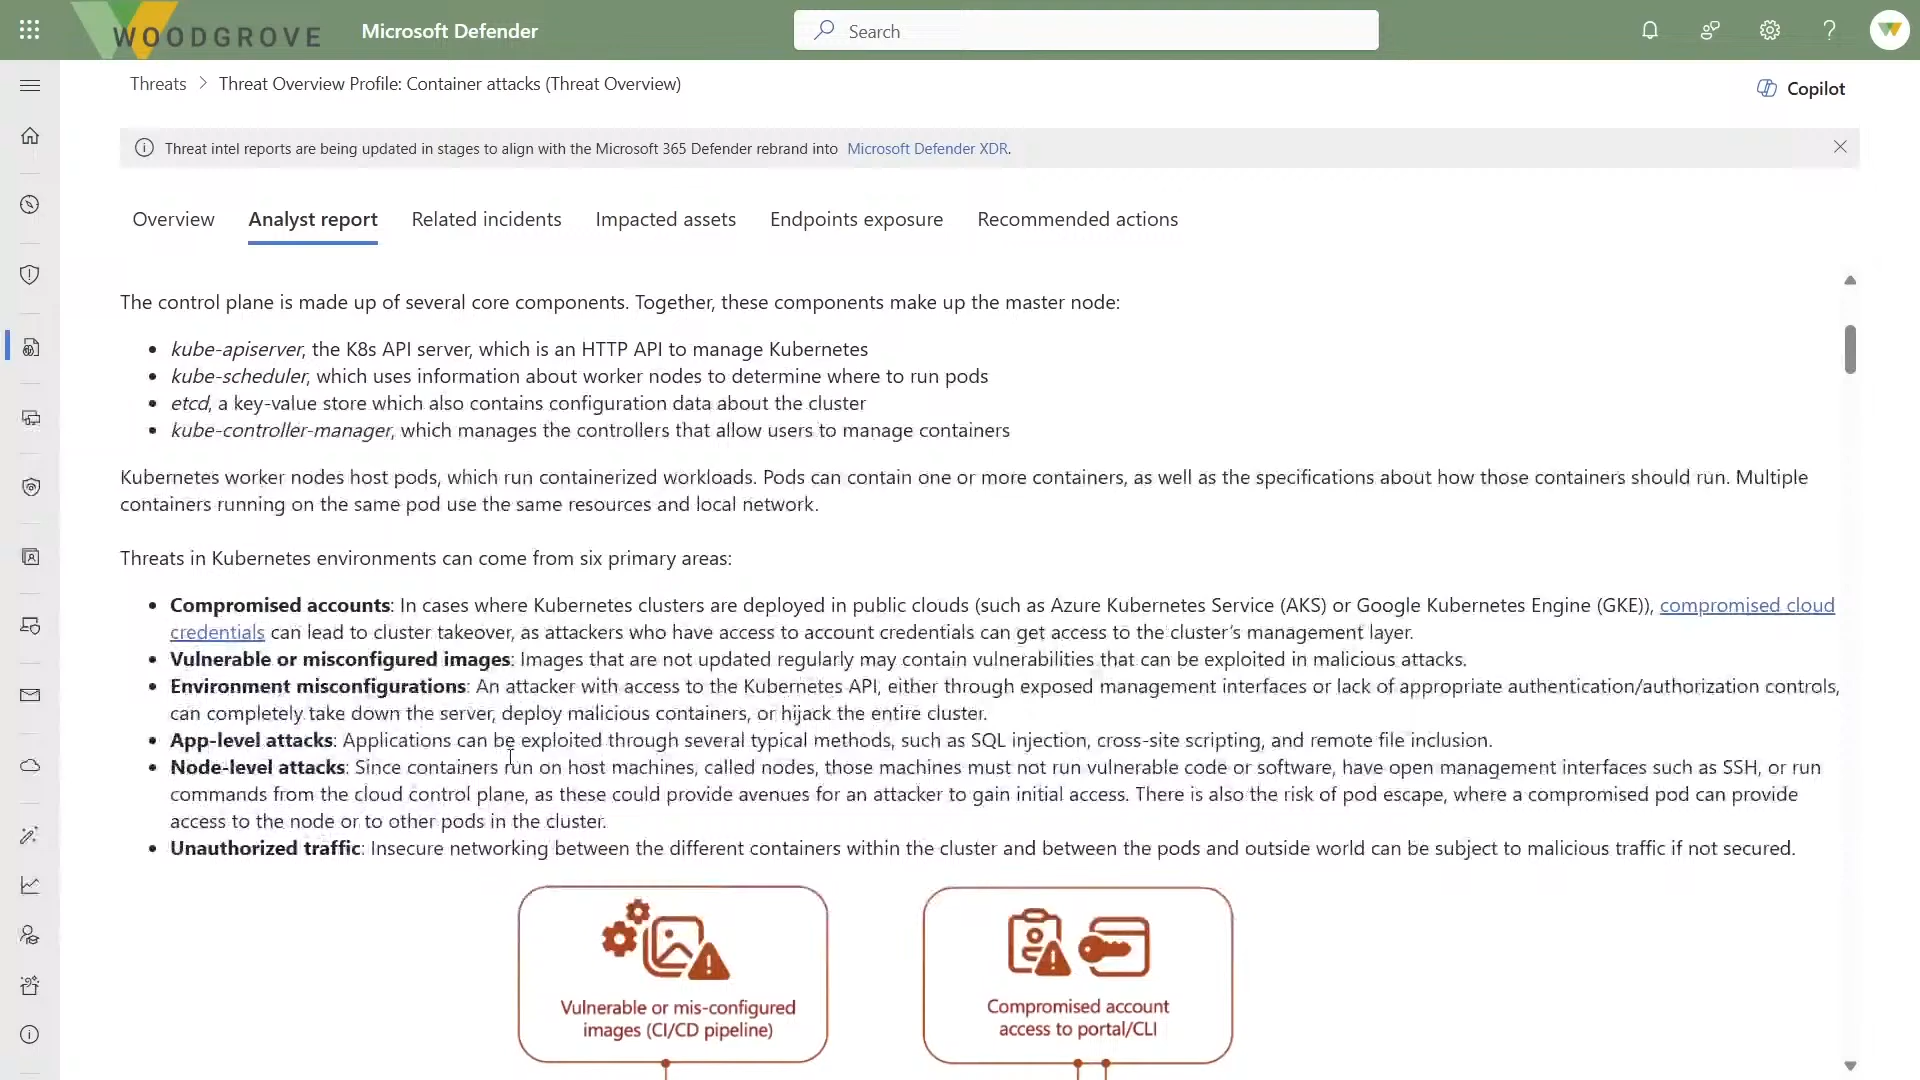 WOODGROVE
Microsoft Defender
Search
Threats
Threat Overview Profile: Container attacks (Threat Overview)
Copilot
Threat intel reports are being updated in stages to align with the Microsoft 365 Defender rebrand into Microsoft Defender XDR.
Overview
Analyst report
Related incidents
Impacted assets
Endpoints exposure
Recommended actions
The control plane is made up of several core components. Together, these components make up the master node:
• kube-apiserver, the K8s API server, which is an HTTP API to manage Kubernetes
• kube-scheduler, which uses information about worker nodes to determine where to run pods
• etcd, a key-value store which also contains configuration data about the cluster
• kube-controller-manager, which manages the controllers that allow users to manage containers
Kubernetes worker nodes host pods, which run containerized workloads. Pods can contain one or more containers, as well as the specifications about how those containers should run. Multiple
containers running on the same pod use the same resources and local network.
Threats in Kubernetes environments can come from six primary areas:
• Compromised accounts: In cases where Kubernetes clusters are deployed in public clouds (such as Azure Kubernetes Service (AKS) or Google Kubernetes Engine (GKE)), compromised cloud
credentials can lead to cluster takeover, as attackers who have access to account credentials can get access to the cluster's management layer.
• Vulnerable or misconfigured images: Images that are not updated regularly may contain vulnerabilities that can be exploited in malicious attacks.
• Environment misconfigurations: An attacker with access to the Kubernetes API, either through exposed management interfaces or lack of appropriate authentication/authorization controls,
can completely take down the server, deploy malicious containers, or hijack the entire cluster.
• App-level attacks: Applications can be exploited through several typical methods, such as SQL injection, cross-site scripting, and remote file inclusion.
• Node-level attacks: Since containers run on host machines, called nodes, those machines must not run vulnerable code or software, have open management interfaces such as SSH, or run
commands from the cloud control plane, as these could provide avenues for an attacker to gain initial access. There is also the risk of pod escape, where a compromised pod can provide
access to the node or to other pods in the cluster.
• Unauthorized traffic: Insecure networking between the different containers within the cluster and between the pods and outside world can be subject to malicious traffic if not secured.
Vulnerable or mis-configured
images (CI/CD pipeline)
Compromised account
access to portal/CLI